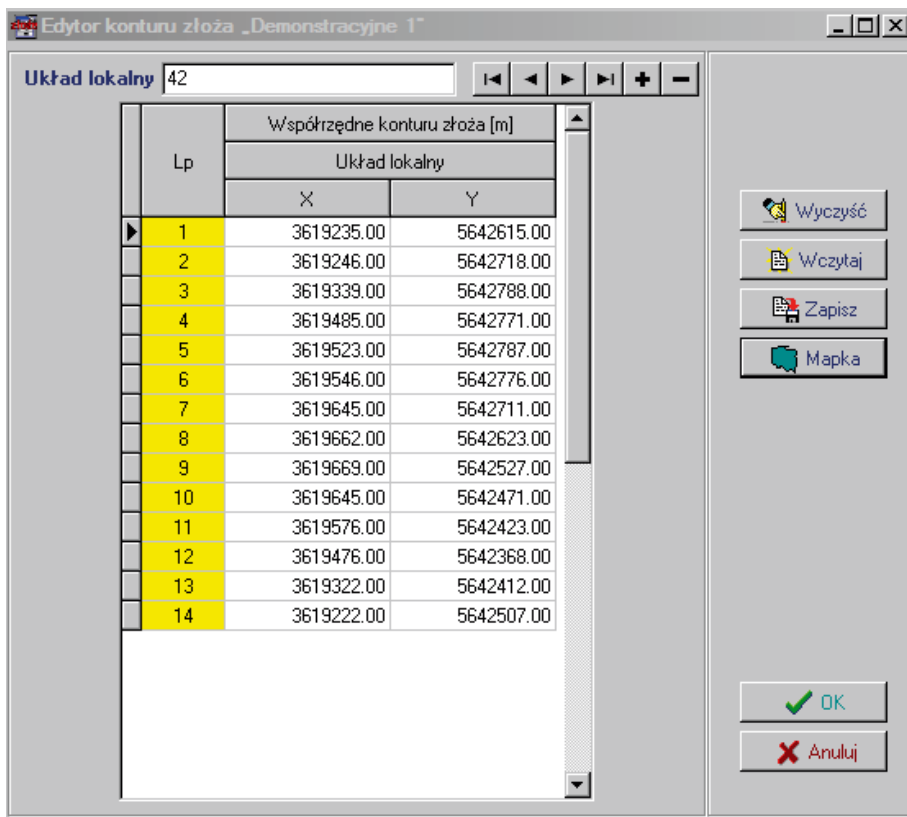 Edytor konturu złoża „Demonstracyjne 1"
Układ lokalny 42
Lp Współrzędne konturu złoża [m]
Układ lokalny
X Y
1 3619235.00 5642615.00
2 3619246.00 5642718.00
3 3619339.00 5642788.00
4 3619485.00 5642771.00
5 3619523.00 5642787.00
6 3619546.00 5642776.00
7 3619645.00 5642711.00
8 3619662.00 5642623.00
9 3619669.00 5642527.00
10 3619645.00 5642471.00
11 3619576.00 5642423.00
12 3619476.00 5642368.00
13 3619322.00 5642412.00
14 3619222.00 5642507.00
Wyczyść
Wczytaj
Zapisz
Mapka
OK
Anuluj